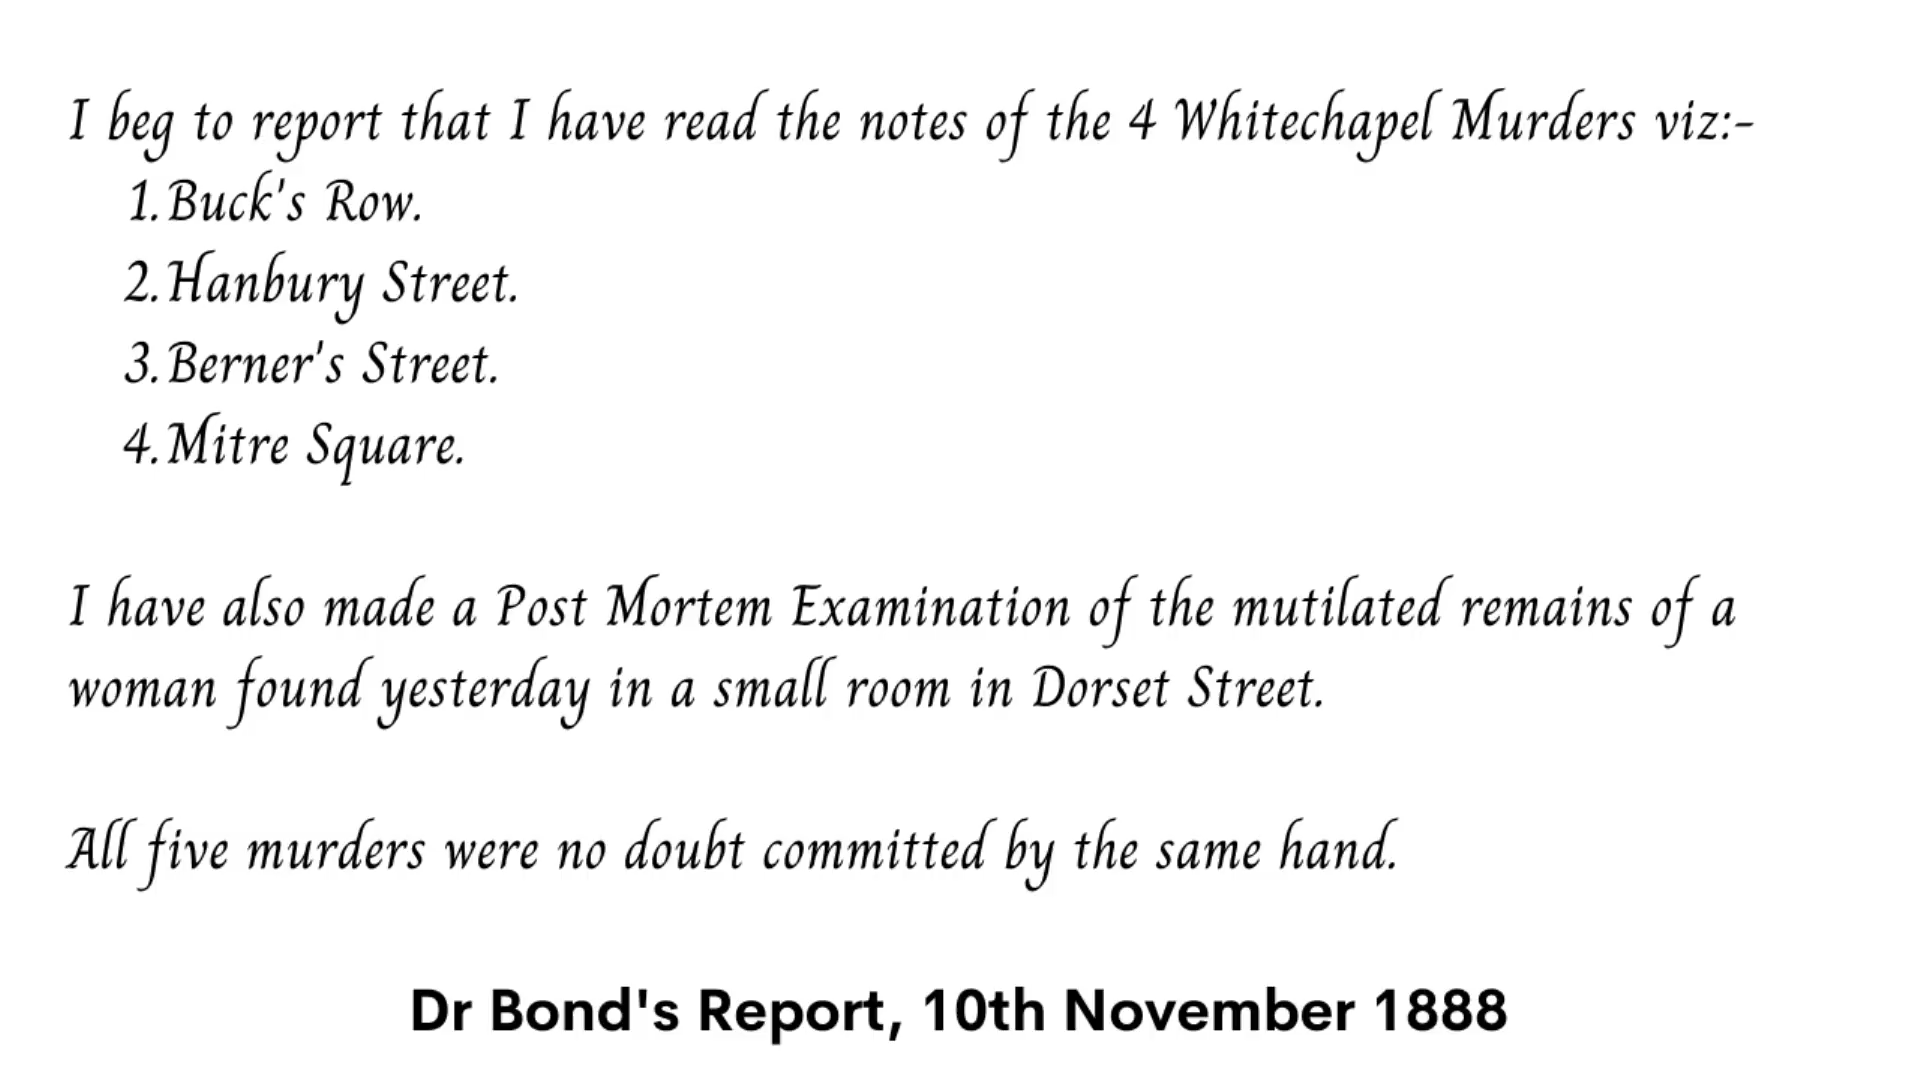 I beg to report that I have read the notes of the 4 Whitechapel Murders viz:-
1. Buck's Row.
2. Hanbury Street.
3. Berner's Street.
4. Mitre Square.
I have also made a Post Mortem Examination of the mutilated remains of a
woman found yesterday in a small room in Dorset Street.
All five murders were no doubt committed by the same hand.
Dr Bond's Report, 10th November 1888